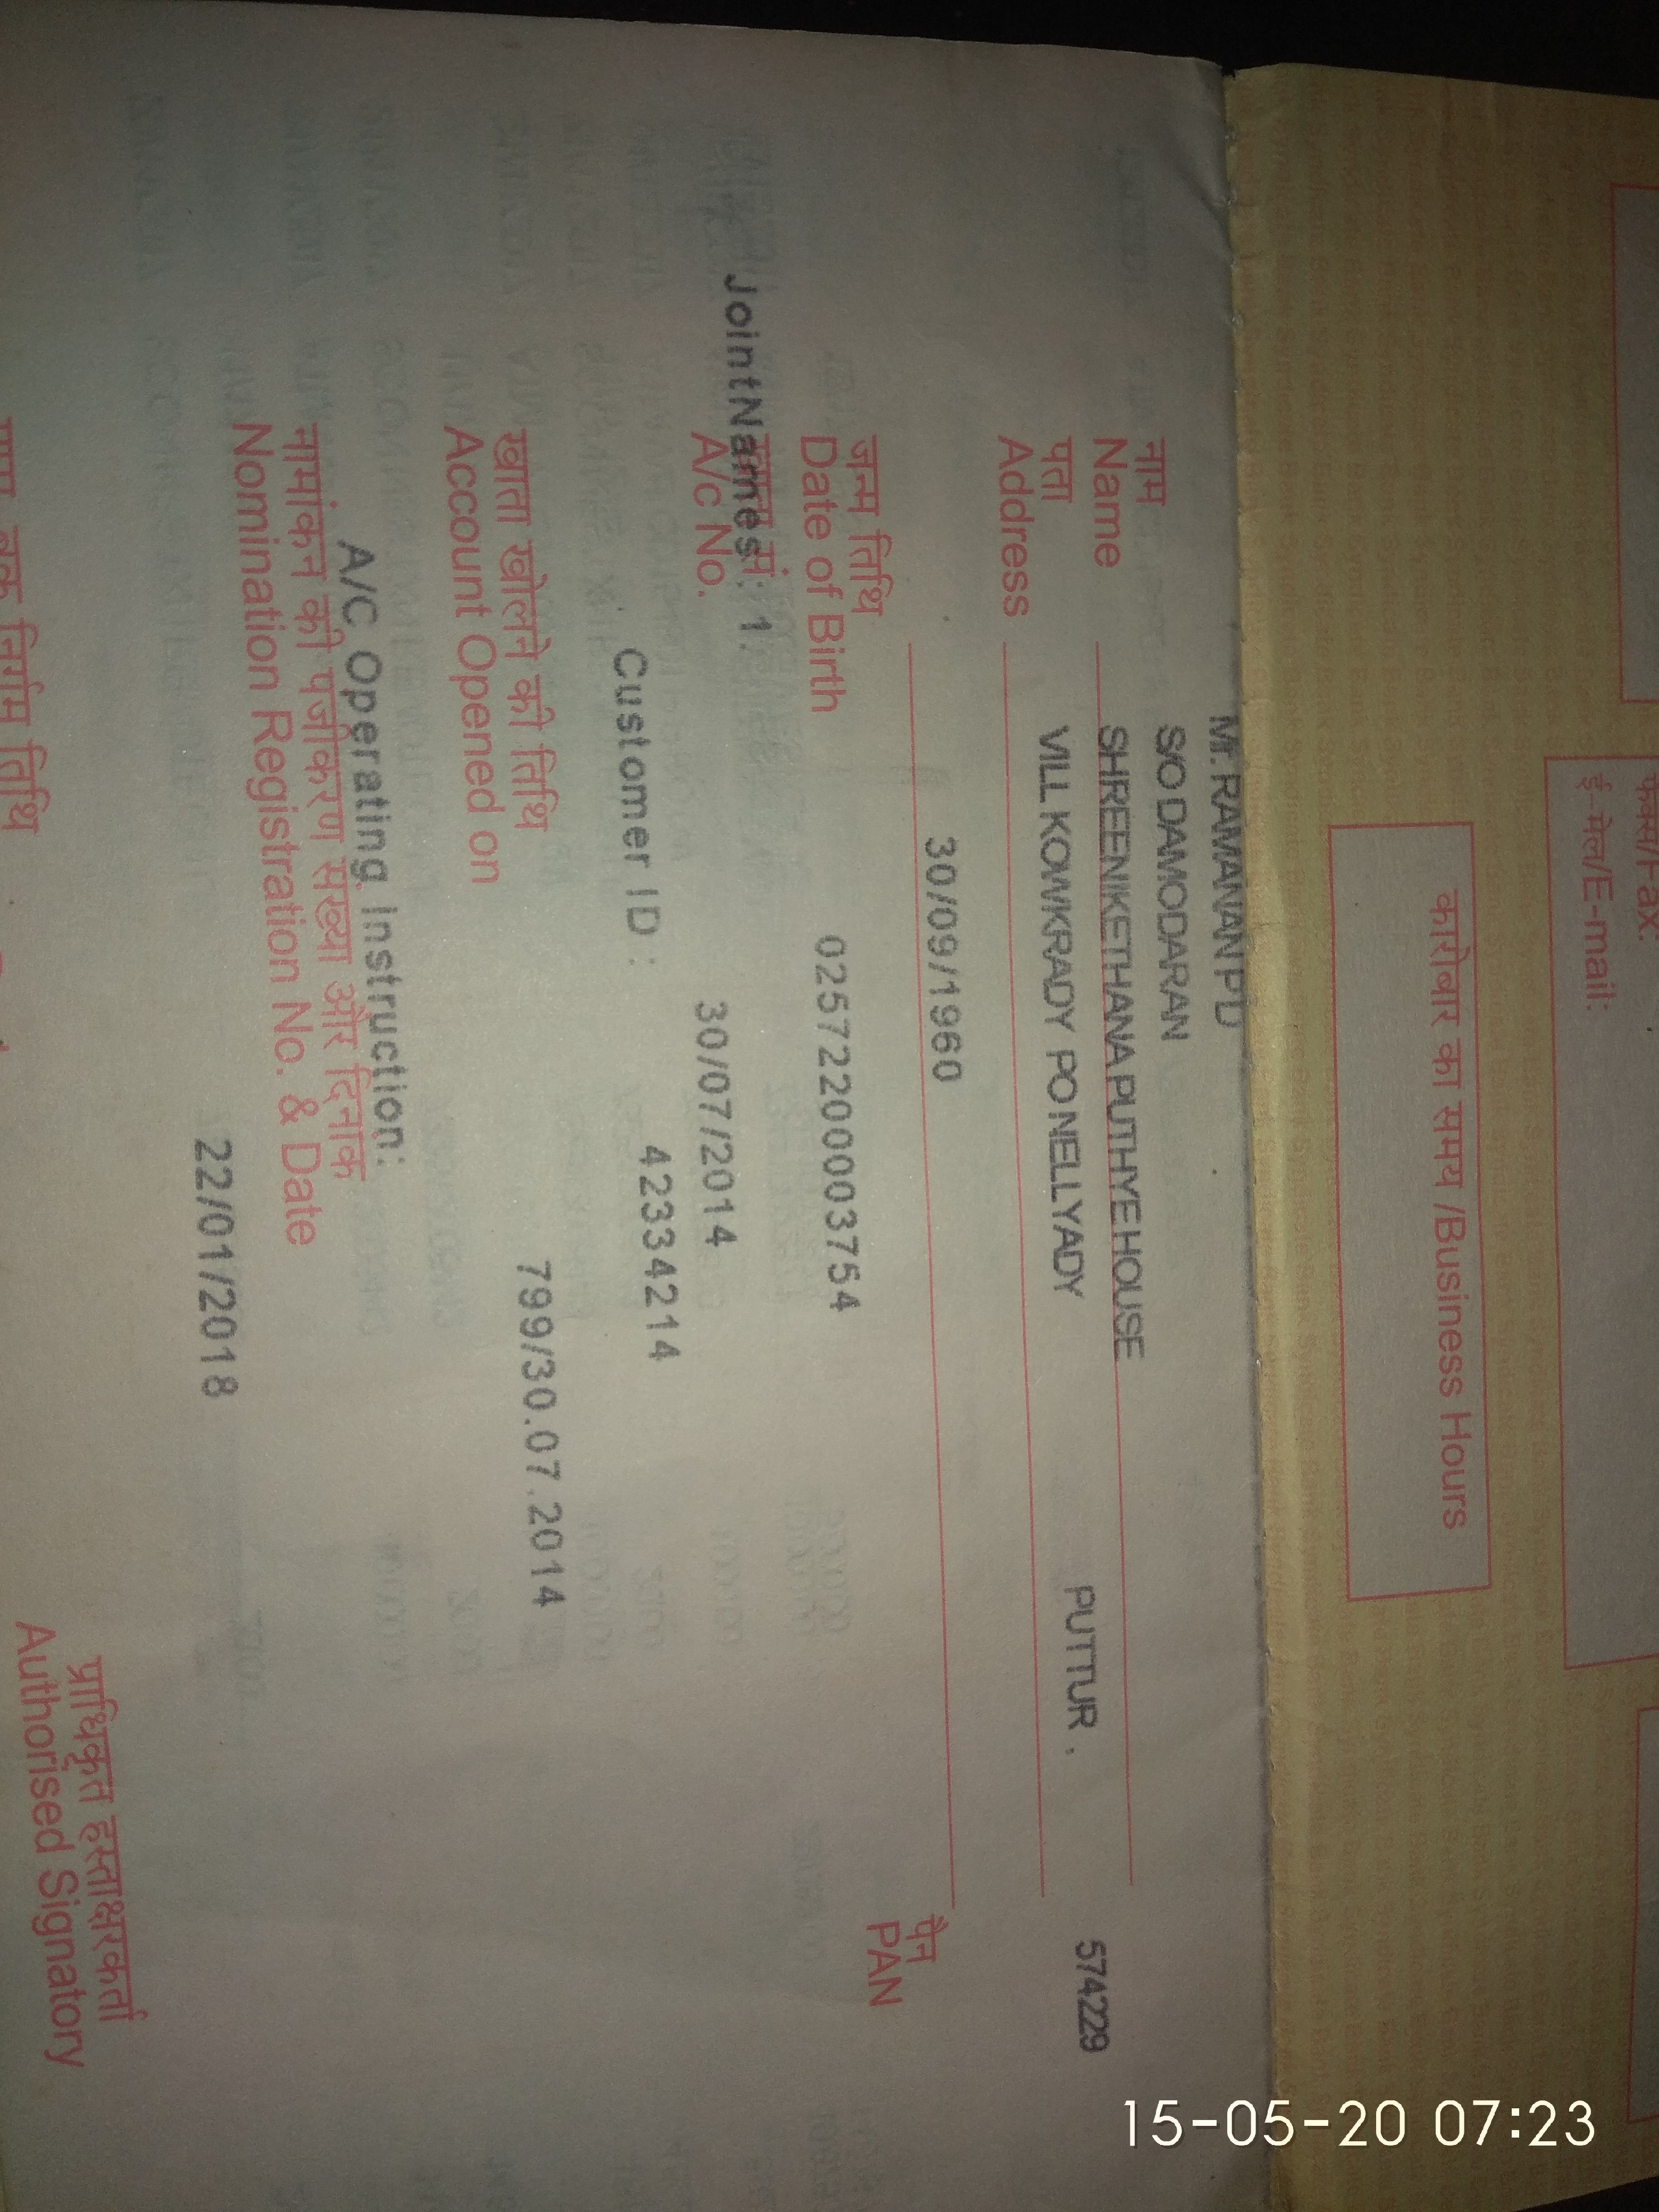 फैक्स/Fax:
ई-मेल/E-mail:
कारोबार का समय /Business Hours
Mr. RAMANAN P D
नाम
S/O DAMODARAN
Name
SHREENIKETHANA PUTHYE HOUSE
पता
VILL KOWKRADY PO NELLYADY
PUTTUR .
574229
Address
30/09/1960
पैन
PAN
जन्म तिथि
Date of Birth
02572200003754
JointNames: 1.
A/c No.
30/07/2014
Customer ID :
42334214
खाता खोलने की तिथि
Account Opened on
799/30.07.2014
A/C Operating Instruction:
नामांकन की पंजीकरण संख्या और दिनांक
Nomination Registration No. & Date
22/01/2018
प्राधिकृत हस्ताक्षरकर्ता
Authorised Signatory
15-05-20 07:23